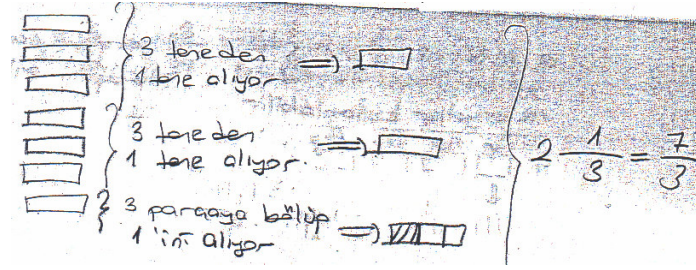 3 taneden
1 tane alıyor ⇒
3 taneden
1 tane alıyor. ⇒
3 parçaya bölüp
1 'ini alıyor ⇒
2 1/3 = 7/3